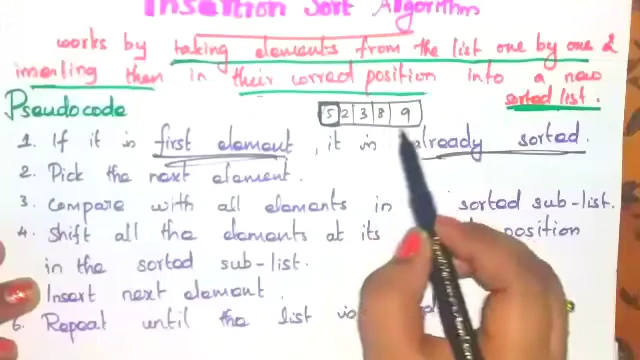 Insertion Sort Algorithm
works by taking elements from the list one by one &
inserting them in their correct position into a new
sorted list.
Pseudocode
5 2 3 8 9
1. If it is first element, it is already sorted.
2. Pick the next element.
3. Compare with all elements in sorted sub-list.
4. Shift all the elements at its position
in the sorted sub-list.
Insert next element.
6. Repeat until the list is